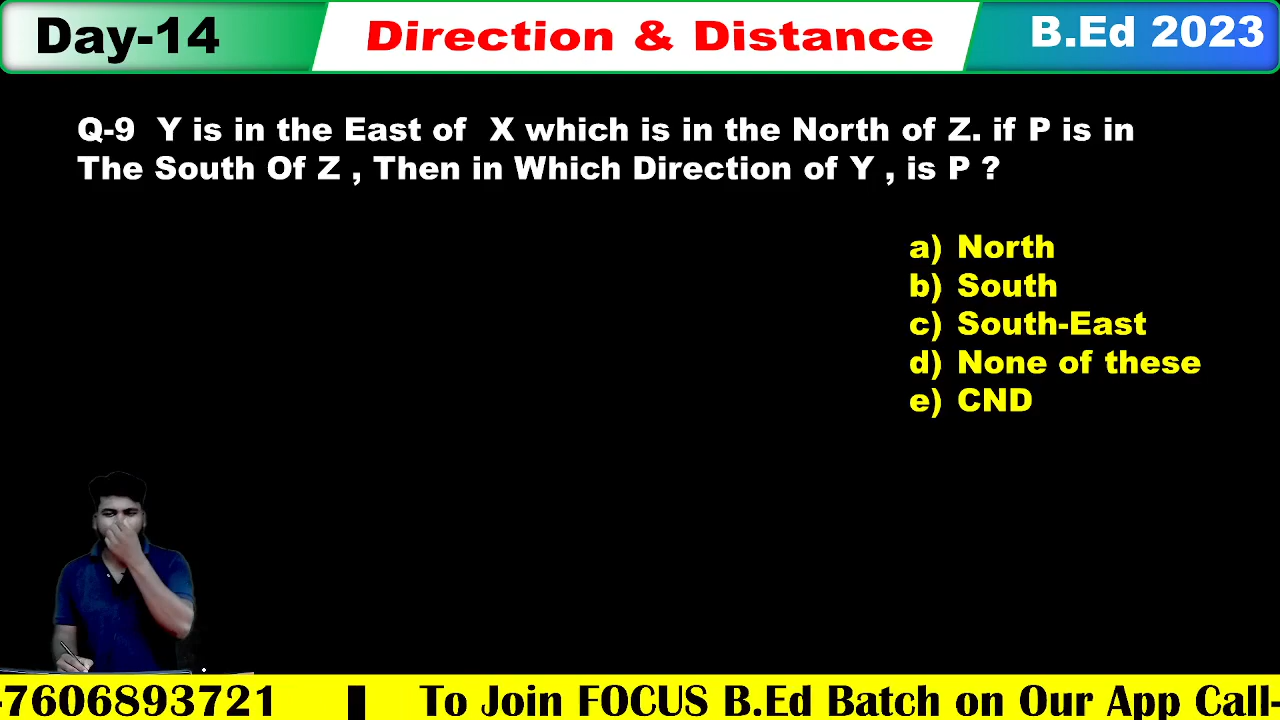 Day-14
Direction & Distance
B.Ed 2023
Q-9 Y is in the East of X which is in the North of Z. if P is in
The South Of Z , Then in Which Direction of Y , is P ?
a) North
b) South
c) South-East
d) None of these
e) CND
-7606893721 | To Join FOCUS B.Ed Batch on Our App Call-